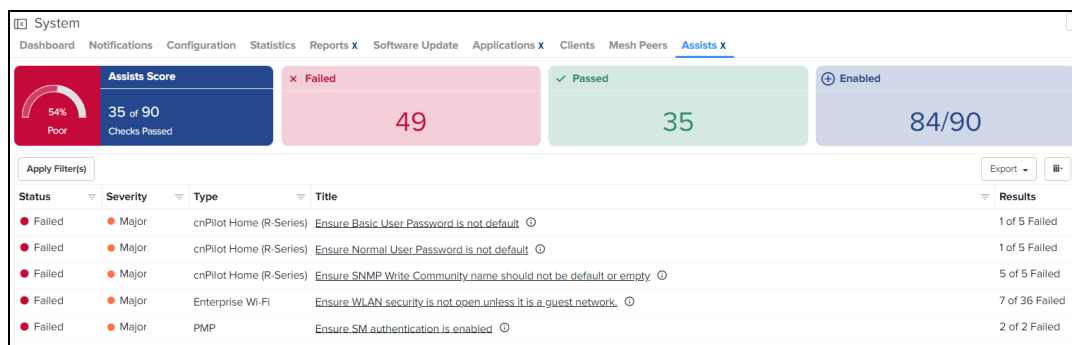 System
Dashboard Notifications Configuration Statistics Reports X Software Update Applications X Clients Mesh Peers Assists X
Assists Score
54%
Poor
35 of 90
Checks Passed
Failed
49
Passed
35
Enabled
84/90
Apply Filter(s)
Export
Status Severity Type Title Results
Failed Major cnPilot Home (R-Series) Ensure Basic User Password is not default 1 of 5 Failed
Failed Major cnPilot Home (R-Series) Ensure Normal User Password is not default 1 of 5 Failed
Failed Major cnPilot Home (R-Series) Ensure SNMP Write Community name should not be default or empty 5 of 5 Failed
Failed Major Enterprise Wi-Fi Ensure WLAN security is not open unless it is a guest network. 7 of 36 Failed
Failed Major PMP Ensure SM authentication is enabled 2 of 2 Failed